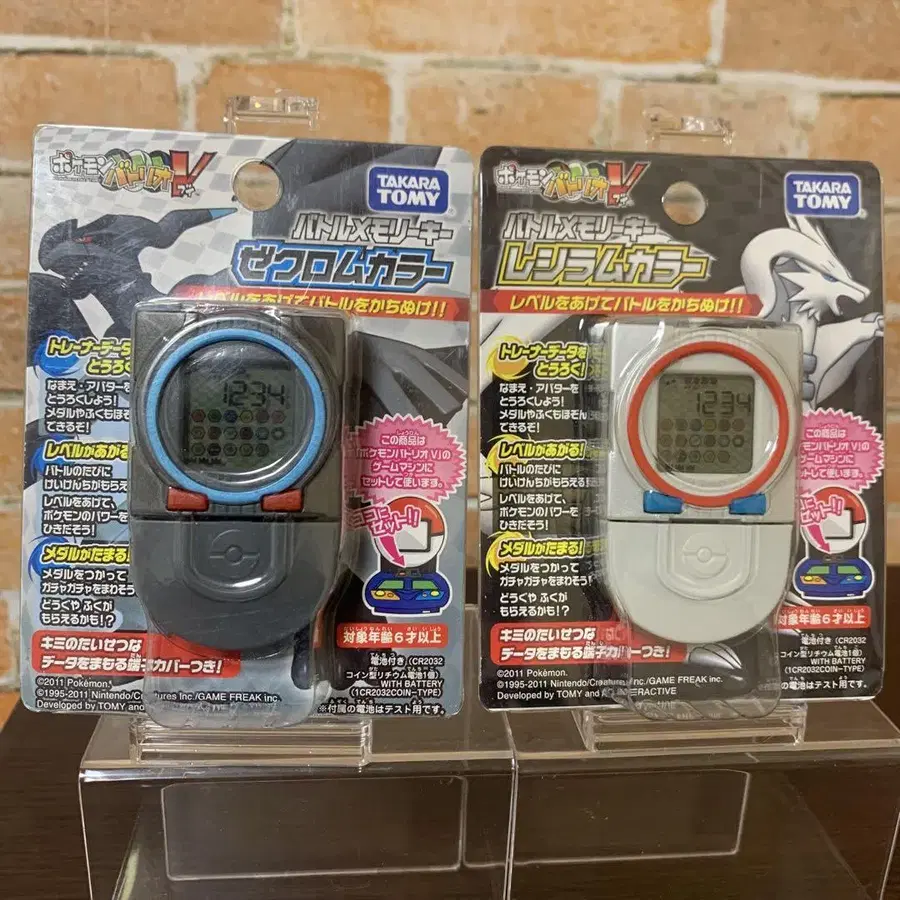 ポケモンバトリオV
TAKARA TOMY
バトルメモリーキー
ゼクロムカラー
レベルをあげてバトルをかちぬけ!!
トレーナーデータを
とうろく!
なまえ・アバターを
とうろくしよう!
メダルやふくもほぞん
できるぞ!
レベルがあがる!
バトルのたびに
けいけんちがもらえる!
レベルをあげて、
ポケモンのパワーを
ひきだそう!
メダルがたまる!
メダルをつかって
ガチャガチャをまわそう!
どうぐや ふくが
もらえるかも!?
1234
この商品は
「ポケモンバトリオV」の
ゲームマシンに
セットして使います。
ココに
セット!!
対象年齢6才以上
キミのたいせつな
データをまもる端子カバーつき!
電池付き(CR2032
コイン型リチウム電池1個)
WITH BATTERY
(1CR2032COIN-TYPE)
※付属の電池はテスト用です。
©2011 Pokémon.
©1995-2011 Nintendo/Creatures Inc./GAME FREAK inc.
Developed by TOMY and
ポケモンバトリオV
TAKARA TOMY
バトルメモリーキー
レシラムカラー
レベルをあげてバトルをかちぬけ!!
トレーナーデータを
とうろく!
なまえ・アバターを
とうろくしよう!
メダルやふくもほぞん
できるぞ!
レベルがあがる!
バトルのたびに
けいけんちがもらえる!
レベルをあげて、
ポケモンのパワーを
ひきだそう!
メダルがたまる!
メダルをつかって
ガチャガチャをまわそう!
どうぐや ふくが
もらえるかも!?
1234
この商品は
「ポケモンバトリオV」の
ゲームマシンに
セットして使います。
ココに
セット!!
対象年齢6才以上
キミのたいせつな
データをまもる端子カバーつき!
電池付き(CR2032
コイン型リチウム電池1個)
WITH BATTERY
(1CR2032COIN-TYPE)
※付属の電池はテスト用です。
©2011 Pokémon.
©1995-2011 Nintendo/Creatures Inc./GAME FREAK inc.
Developed by TOMY and